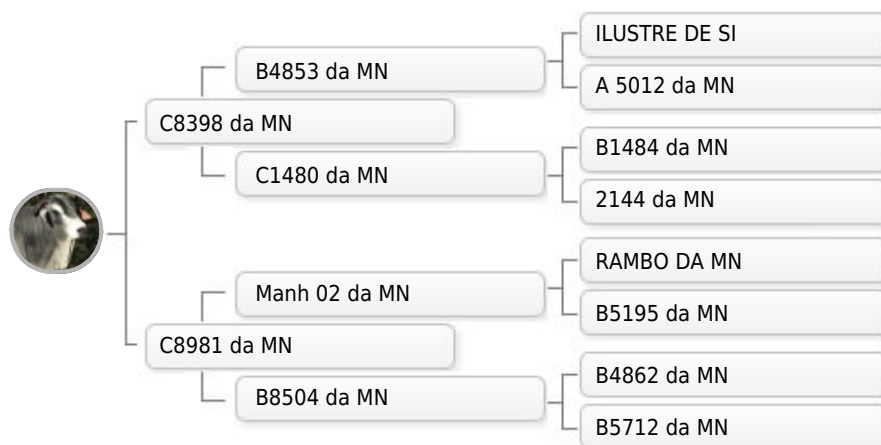 ILUSTRE DE SI
B4853 da MN
A 5012 da MN
C8398 da MN
B1484 da MN
C1480 da MN
2144 da MN
RAMBO DA MN
Manh 02 da MN
B5195 da MN
C8981 da MN
B4862 da MN
B8504 da MN
B5712 da MN